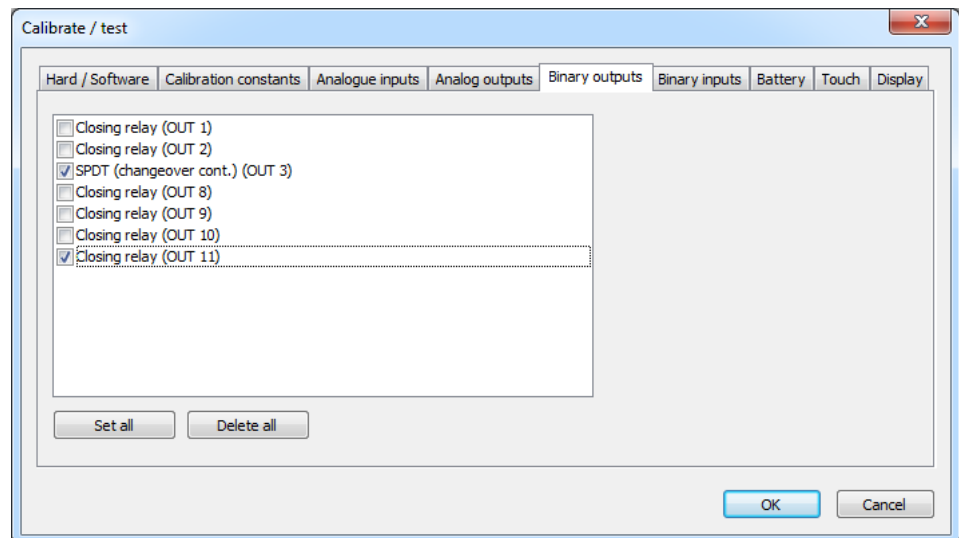 Calibrate / test
Hard / Software Calibration constants Analogue inputs Analog outputs Binary outputs Binary inputs Battery Touch Display
Closing relay (OUT 1)
Closing relay (OUT 2)
SPDT (changeover cont.) (OUT 3)
Closing relay (OUT 8)
Closing relay (OUT 9)
Closing relay (OUT 10)
Closing relay (OUT 11)
Set all Delete all
OK Cancel